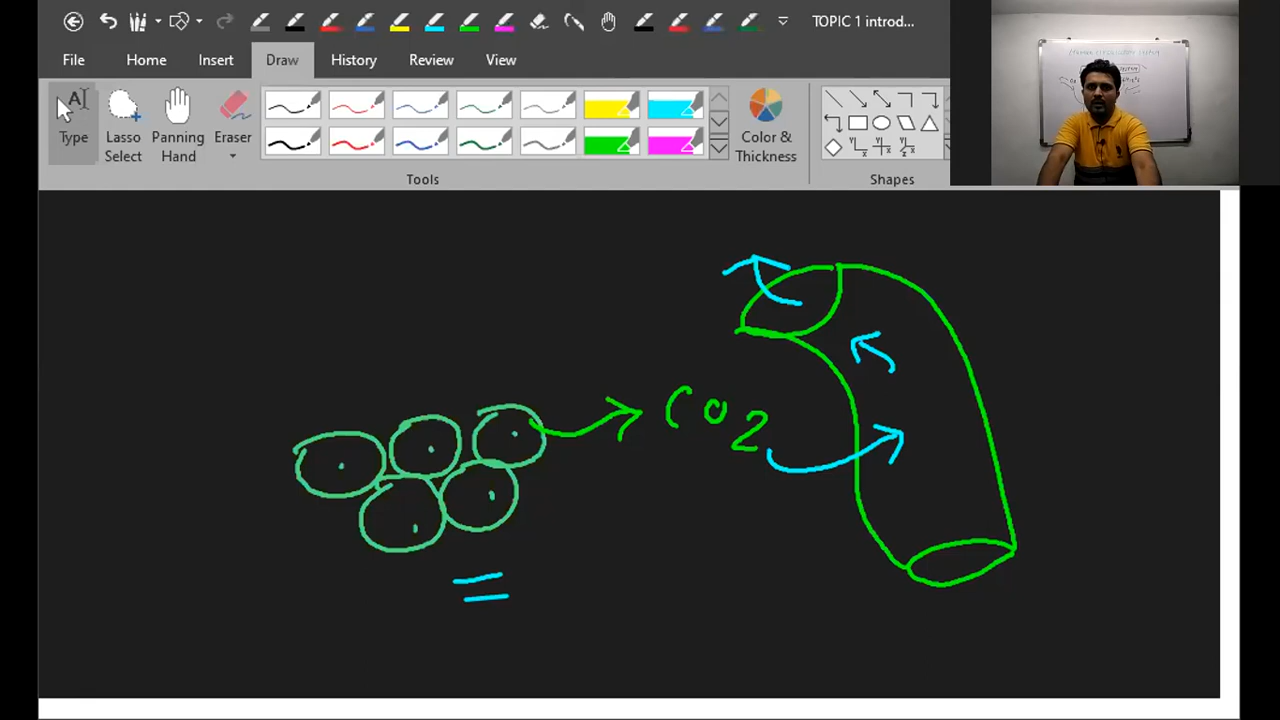 TOPIC 1 introd...
File Home Insert Draw History Review View
Type
Lasso Select
Panning Hand
Eraser
Color & Thickness
Tools
Shapes
CO2